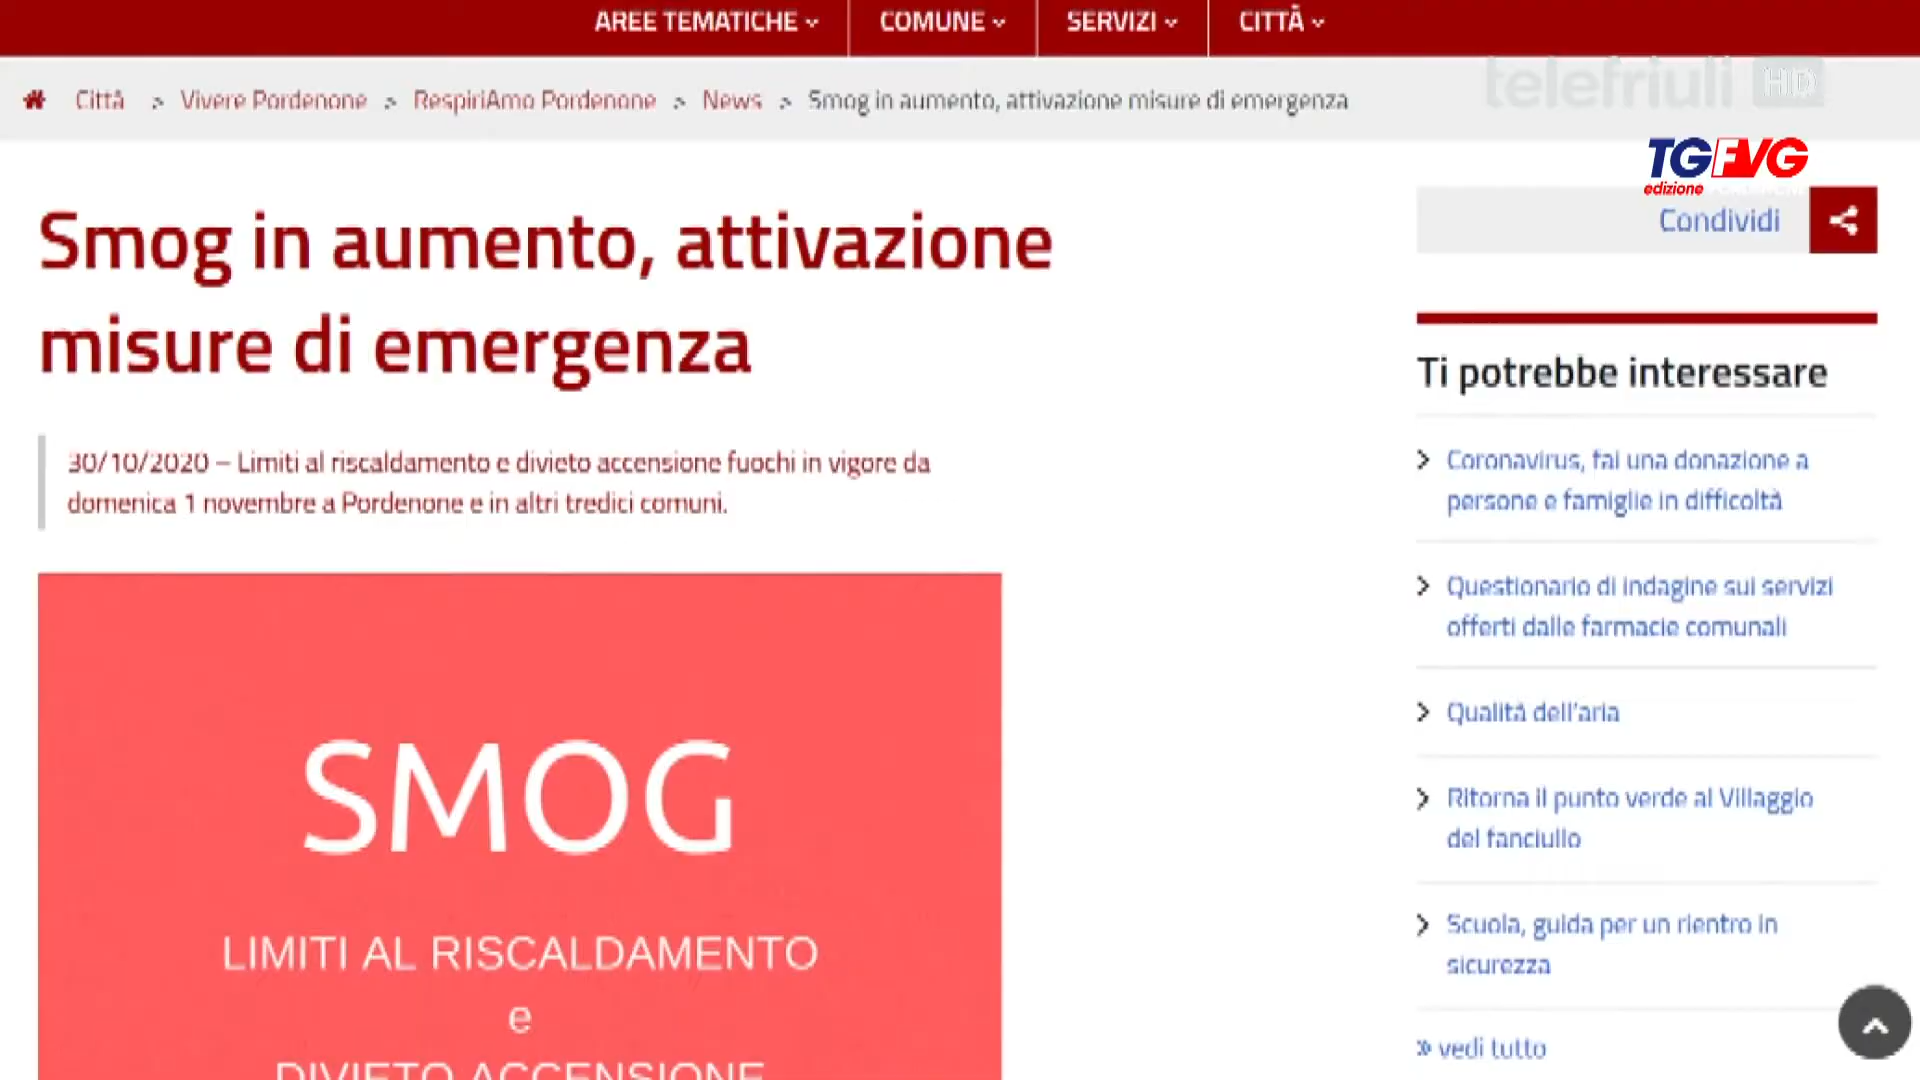 AREE TEMATICHE
COMUNE
SERVIZI
CITTÀ
Città > Vivere Pordenone > RespiriAmo Pordenone > News > Smog in aumento, attivazione misure di emergenza
telefriuli HD
TGFVG
edizione
Condividi
Smog in aumento, attivazione
misure di emergenza
30/10/2020 – Limiti al riscaldamento e divieto accensione fuochi in vigore da
domenica 1 novembre a Pordenone e in altri tredici comuni.
SMOG
LIMITI AL RISCALDAMENTO
e
DIVIETO ACCENSIONE
Ti potrebbe interessare
Coronavirus, fai una donazione a
persone e famiglie in difficoltà
Questionario di indagine sui servizi
offerti dalle farmacie comunali
Qualità dell'aria
Ritorna il punto verde al Villaggio
del fanciullo
Scuola, guida per un rientro in
sicurezza
» vedi tutto